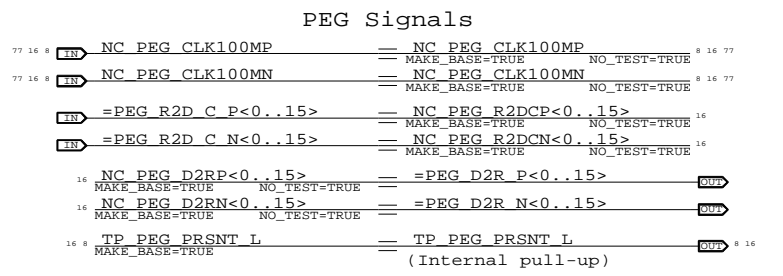 PEG Signals
77 16 8 IN NC_PEG_CLK100MP NC_PEG_CLK100MP 8 16 77
MAKE_BASE=TRUE NO_TEST=TRUE
77 16 8 IN NC_PEG_CLK100MN NC_PEG_CLK100MN 8 16 77
MAKE_BASE=TRUE NO_TEST=TRUE
IN =PEG_R2D_C_P<0..15> NC_PEG_R2DCP<0..15> 16
MAKE_BASE=TRUE NO_TEST=TRUE
IN =PEG_R2D_C_N<0..15> NC_PEG_R2DCN<0..15> 16
MAKE_BASE=TRUE NO_TEST=TRUE
16 NC_PEG_D2RP<0..15> =PEG_D2R_P<0..15> OUT
MAKE_BASE=TRUE NO_TEST=TRUE
16 NC_PEG_D2RN<0..15> =PEG_D2R_N<0..15> OUT
MAKE_BASE=TRUE NO_TEST=TRUE
16 8 TP_PEG_PRSNT_L TP_PEG_PRSNT_L OUT 8 16
MAKE_BASE=TRUE
(Internal pull-up)